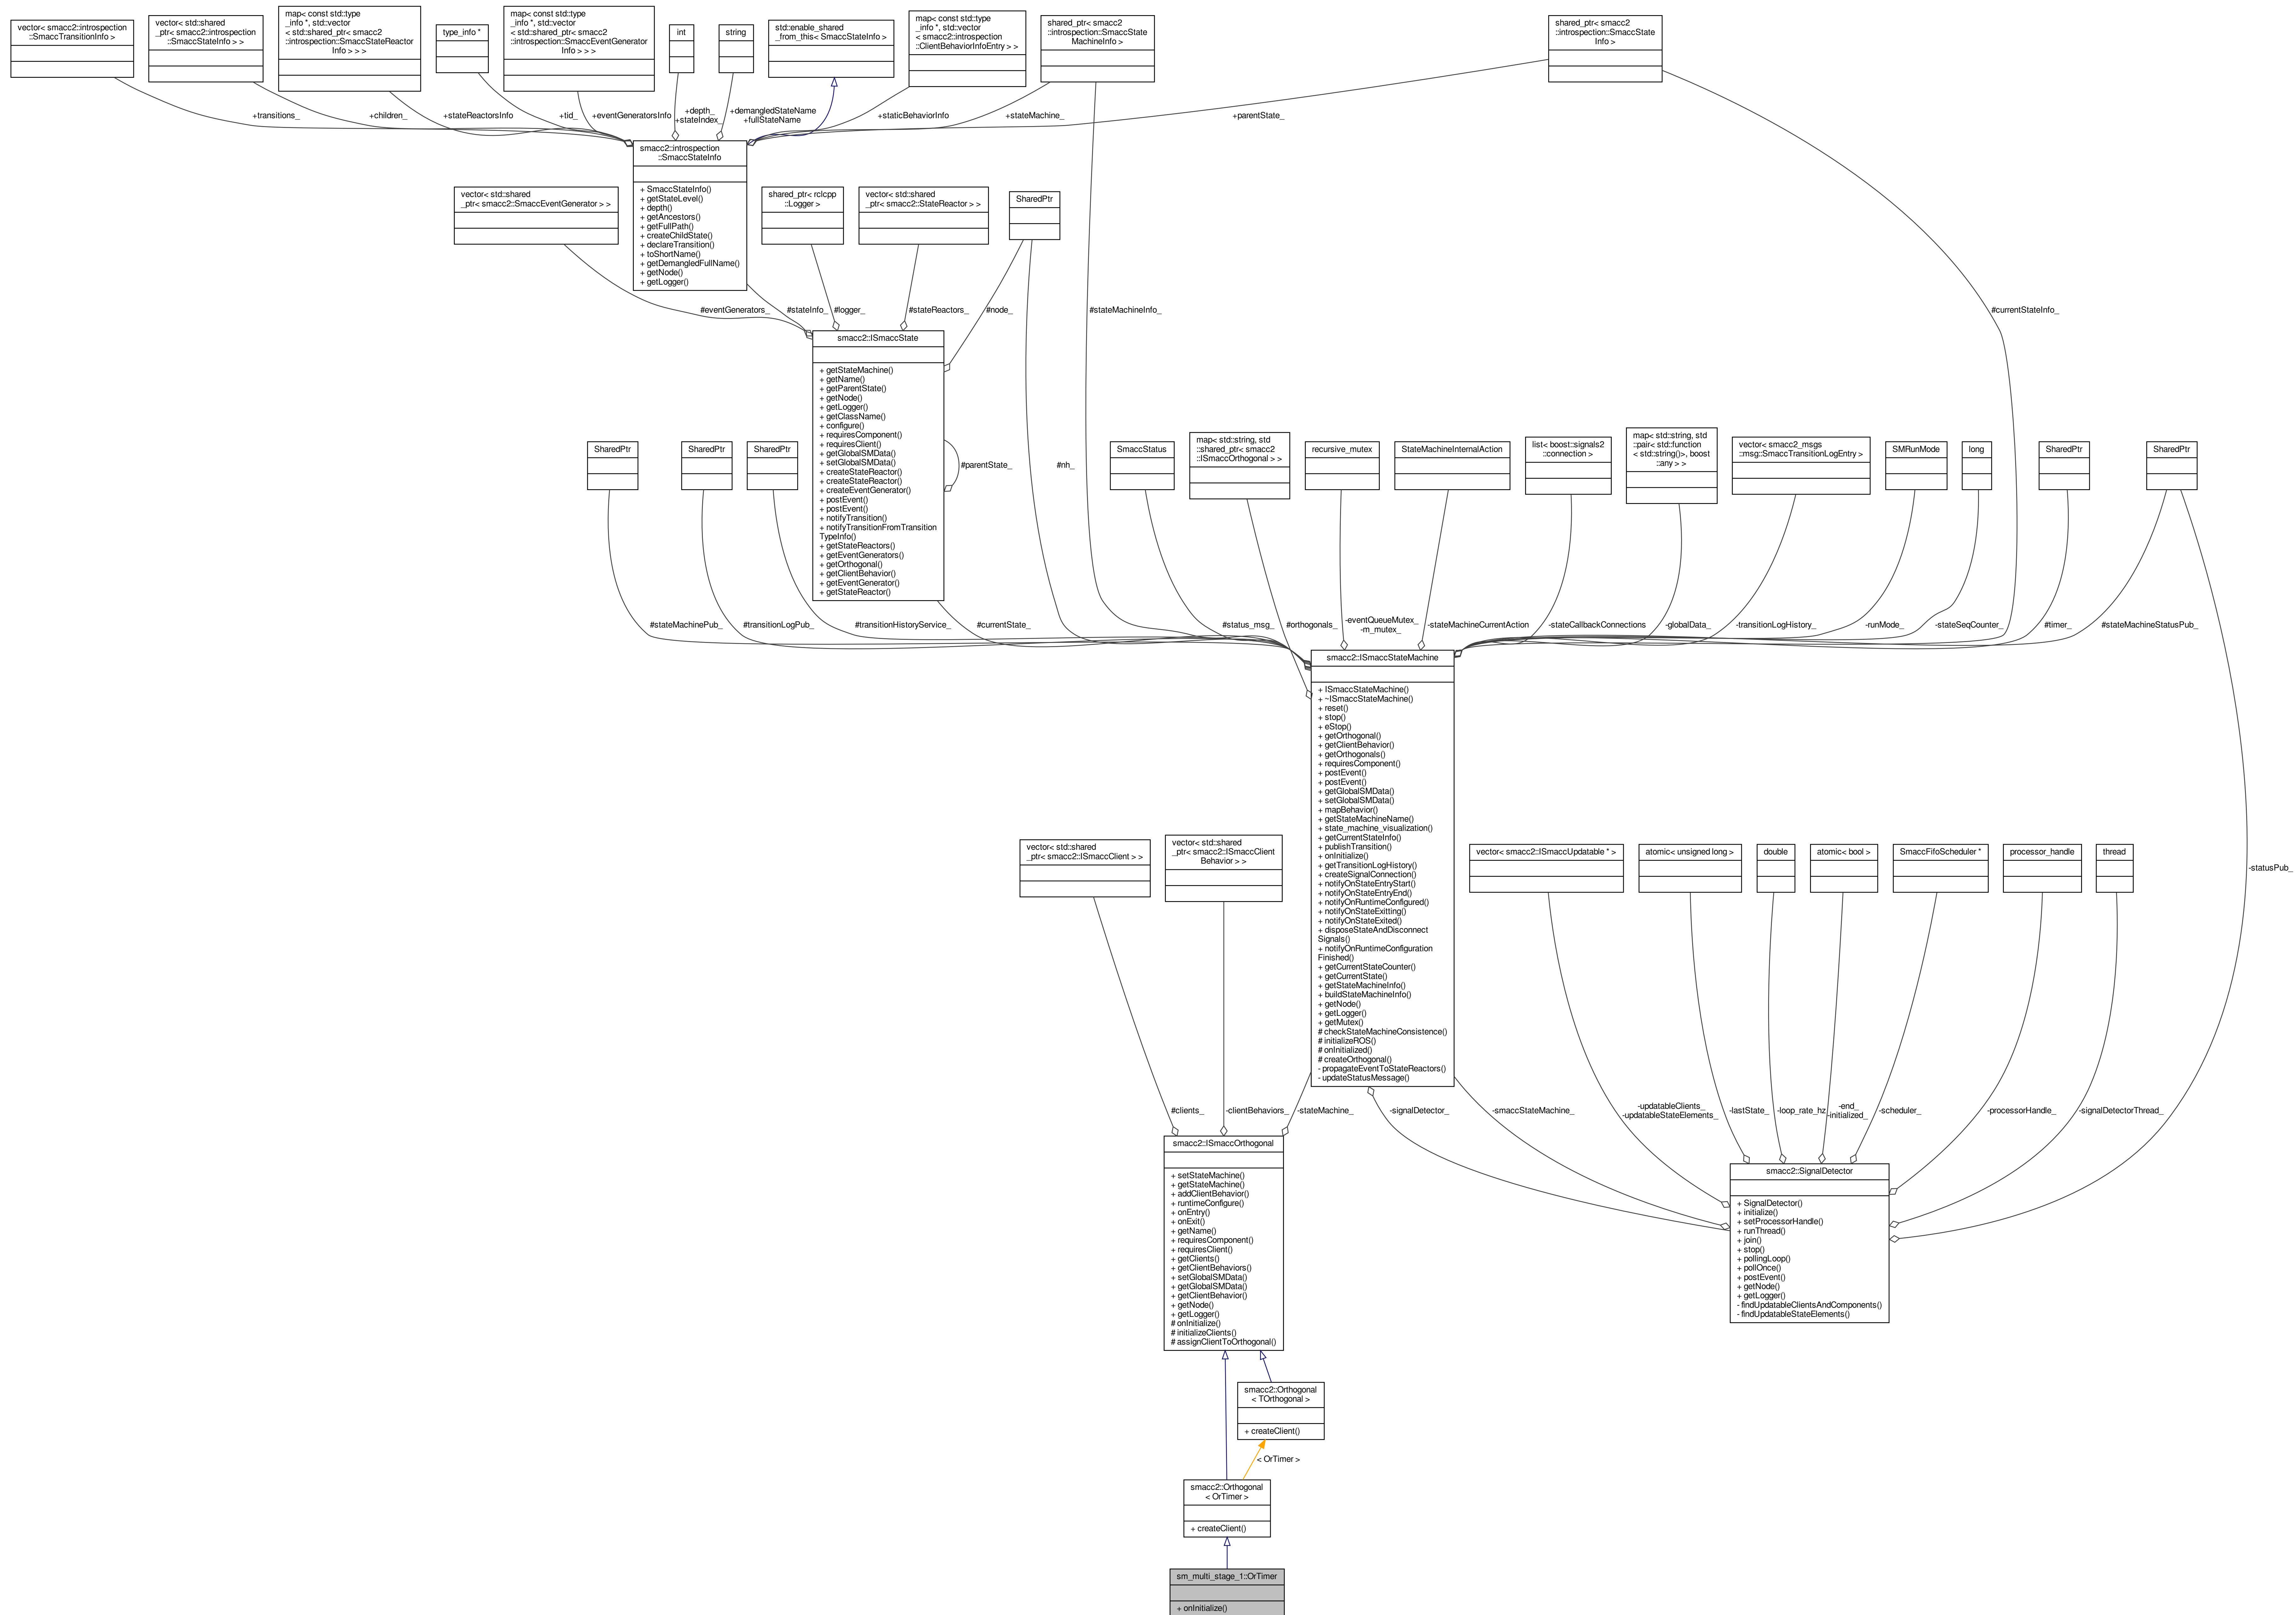 vector< smacc2::introspection
::SmaccTransitionInfo >
vector< std::shared
_ptr< smacc2::introspection
::SmaccStateInfo > >
map< const std::type
_info *, std::vector
< std::shared_ptr< smacc2
::introspection::SmaccStateReactor
Info > > >
type_info *
map< const std::type
_info *, std::vector
< std::shared_ptr< smacc2
::introspection::SmaccEventGenerator
Info > > >
int
string
std::enable_shared
_from_this< SmaccStateInfo >
map< const std::type
_info *, std::vector
< smacc2::introspection
::ClientBehaviorInfoEntry > >
shared_ptr< smacc2
::introspection::SmaccState
MachineInfo >
shared_ptr< smacc2
::introspection::SmaccState
Info >
+transitions_
+children_
+stateReactorsInfo
+tid_
+eventGeneratorsInfo
+depth_
+stateIndex_
+demangledStateName
+fullStateName
+staticBehaviorInfo
+stateMachine_
+parentState_
smacc2::introspection
::SmaccStateInfo
+ SmaccStateInfo()
+ getStateLevel()
+ depth()
+ getAncestors()
+ getFullPath()
+ createChildState()
+ declareTransition()
+ toShortName()
+ getDemangledFullName()
+ getNode()
+ getLogger()
vector< std::shared
_ptr< smacc2::SmaccEventGenerator > >
shared_ptr< rclcpp
::Logger >
vector< std::shared
_ptr< smacc2::StateReactor > >
SharedPtr
#eventGenerators_
#stateInfo_
#logger_
#stateReactors_
#node_
#stateMachineInfo_
#currentStateInfo_
smacc2::ISmaccState
+ getStateMachine()
+ getName()
+ getParentState()
+ getNode()
+ getLogger()
+ getClassName()
+ configure()
+ requiresComponent()
+ requiresClient()
+ getGlobalSMData()
+ setGlobalSMData()
+ createStateReactor()
+ createStateReactor()
+ createEventGenerator()
+ postEvent()
+ postEvent()
+ notifyTransition()
+ notifyTransitionFromTransition
TypeInfo()
+ getStateReactors()
+ getEventGenerators()
+ getOrthogonal()
+ getClientBehavior()
+ getEventGenerator()
+ getStateReactor()
#parentState_
#nh_
SharedPtr
SharedPtr
SharedPtr
SmaccStatus
map< std::string, std
::shared_ptr< smacc2
::ISmaccOrthogonal > >
recursive_mutex
StateMachineInternalAction
list< boost::signals2
::connection >
map< std::string, std
::pair< std::function
< std::string()>, boost
::any > >
vector< smacc2_msgs
::msg::SmaccTransitionLogEntry >
SMRunMode
long
SharedPtr
SharedPtr
#stateMachinePub_
#transitionLogPub_
#transitionHistoryService_
#currentState_
#status_msg_
#orthogonals_
-eventQueueMutex_
-m_mutex_
-stateMachineCurrentAction
-stateCallbackConnections
-globalData_
-transitionLogHistory_
-runMode_
-stateSeqCounter_
#timer_
#stateMachineStatusPub_
smacc2::ISmaccStateMachine
+ ISmaccStateMachine()
+ ~ISmaccStateMachine()
+ reset()
+ stop()
+ eStop()
+ getOrthogonal()
+ getClientBehavior()
+ getOrthogonals()
+ requiresComponent()
+ postEvent()
+ postEvent()
+ getGlobalSMData()
+ setGlobalSMData()
+ mapBehavior()
+ getStateMachineName()
+ state_machine_visualization()
+ getCurrentStateInfo()
+ publishTransition()
+ onInitialize()
+ getTransitionLogHistory()
+ createSignalConnection()
+ notifyOnStateEntryStart()
+ notifyOnStateEntryEnd()
+ notifyOnRuntimeConfigured()
+ notifyOnStateExitting()
+ notifyOnStateExited()
+ disposeStateAndDisconnect
Signals()
+ notifyOnRuntimeConfiguration
Finished()
+ getCurrentStateCounter()
+ getCurrentState()
+ getStateMachineInfo()
+ buildStateMachineInfo()
+ getNode()
+ getLogger()
+ getMutex()
# checkStateMachineConsistence()
# initializeROS()
# onInitialized()
# createOrthogonal()
- propagateEventToStateReactors()
- updateStatusMessage()
vector< std::shared
_ptr< smacc2::ISmaccClient > >
vector< std::shared
_ptr< smacc2::ISmaccClient
Behavior > >
vector< smacc2::ISmaccUpdatable * >
atomic< unsigned long >
double
atomic< bool >
SmaccFifoScheduler *
processor_handle
thread
-statusPub_
#clients_
-clientBehaviors_
-stateMachine_
-signalDetector_
-smaccStateMachine_
-updatableClients_
-updatableStateElements_
-lastState_
-loop_rate_hz
-end_
-initialized_
-scheduler_
-processorHandle_
-signalDetectorThread_
smacc2::ISmaccOrthogonal
+ setStateMachine()
+ getStateMachine()
+ addClientBehavior()
+ runtimeConfigure()
+ onEntry()
+ onExit()
+ getName()
+ requiresComponent()
+ requiresClient()
+ getClients()
+ getClientBehaviors()
+ setGlobalSMData()
+ getGlobalSMData()
+ getClientBehavior()
+ getNode()
+ getLogger()
# onInitialize()
# initializeClients()
# assignClientToOrthogonal()
smacc2::SignalDetector
+ SignalDetector()
+ initialize()
+ setProcessorHandle()
+ runThread()
+ join()
+ stop()
+ pollingLoop()
+ pollOnce()
+ postEvent()
+ getNode()
+ getLogger()
- findUpdatableClientsAndComponents()
- findUpdatableStateElements()
smacc2::Orthogonal
< TOrthogonal >
+ createClient()
< OrTimer >
smacc2::Orthogonal
< OrTimer >
+ createClient()
sm_multi_stage_1::OrTimer
+ onInitialize()